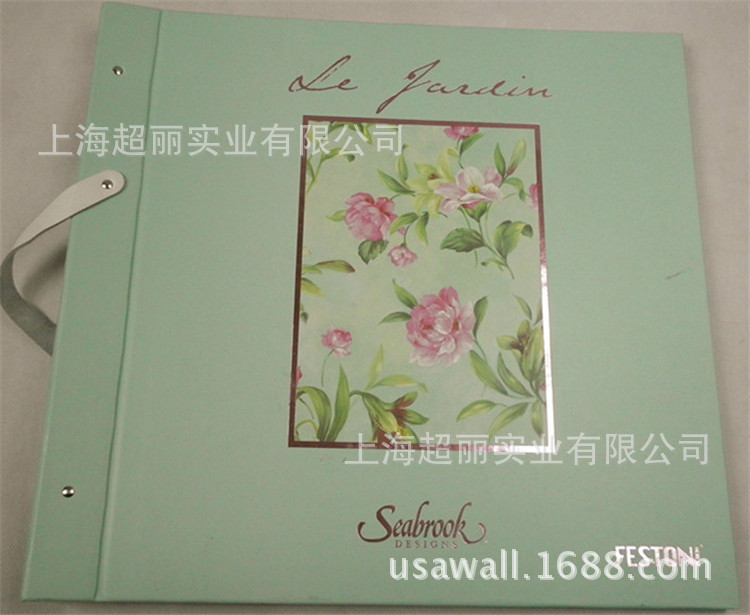 Le Jardin
上海超丽实业有限公司
上海超丽实业有限公司
Seabrook
DESIGNS
FESTONI
usawall.1688.com